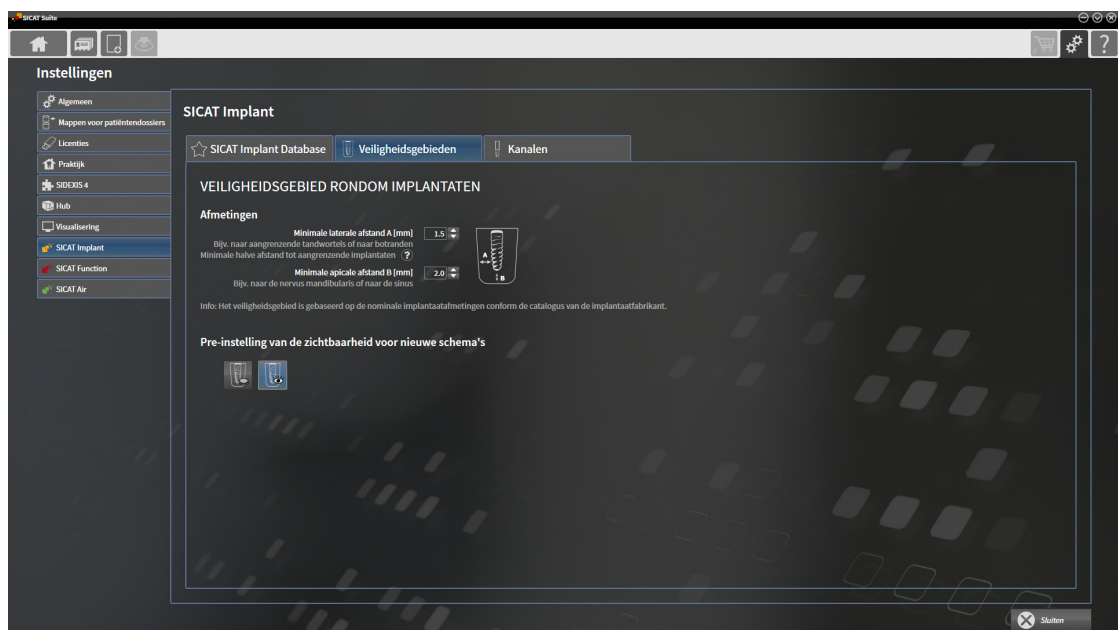 SICAT Suite
Instellingen
Algemeen
Mappen voor patiëntendossiers
Licenties
Praktijk
SIDEXIS 4
Hub
Visualisering
SICAT Implant
SICAT Function
SICAT Air
SICAT Implant
SICAT Implant Database
Veiligheidsgebieden
Kanalen
VEILIGHEIDSGEBIED RONDOM IMPLANTATEN
Afmetingen
Minimale laterale afstand A [mm] 1.5
Bijv. naar aangrenzende tandwortels of naar botranden
Minimale halve afstand tot aangrenzende implantaten ?
Minimale apicale afstand B [mm] 2.0
Bijv. naar de nervus mandibularis of naar de sinus
A
B
Info: Het veiligheidsgebied is gebaseerd op de nominale implantaatafmetingen conform de catalogus van de implantaatfabrikant.
Pre-instelling van de zichtbaarheid voor nieuwe schema's
Sluiten